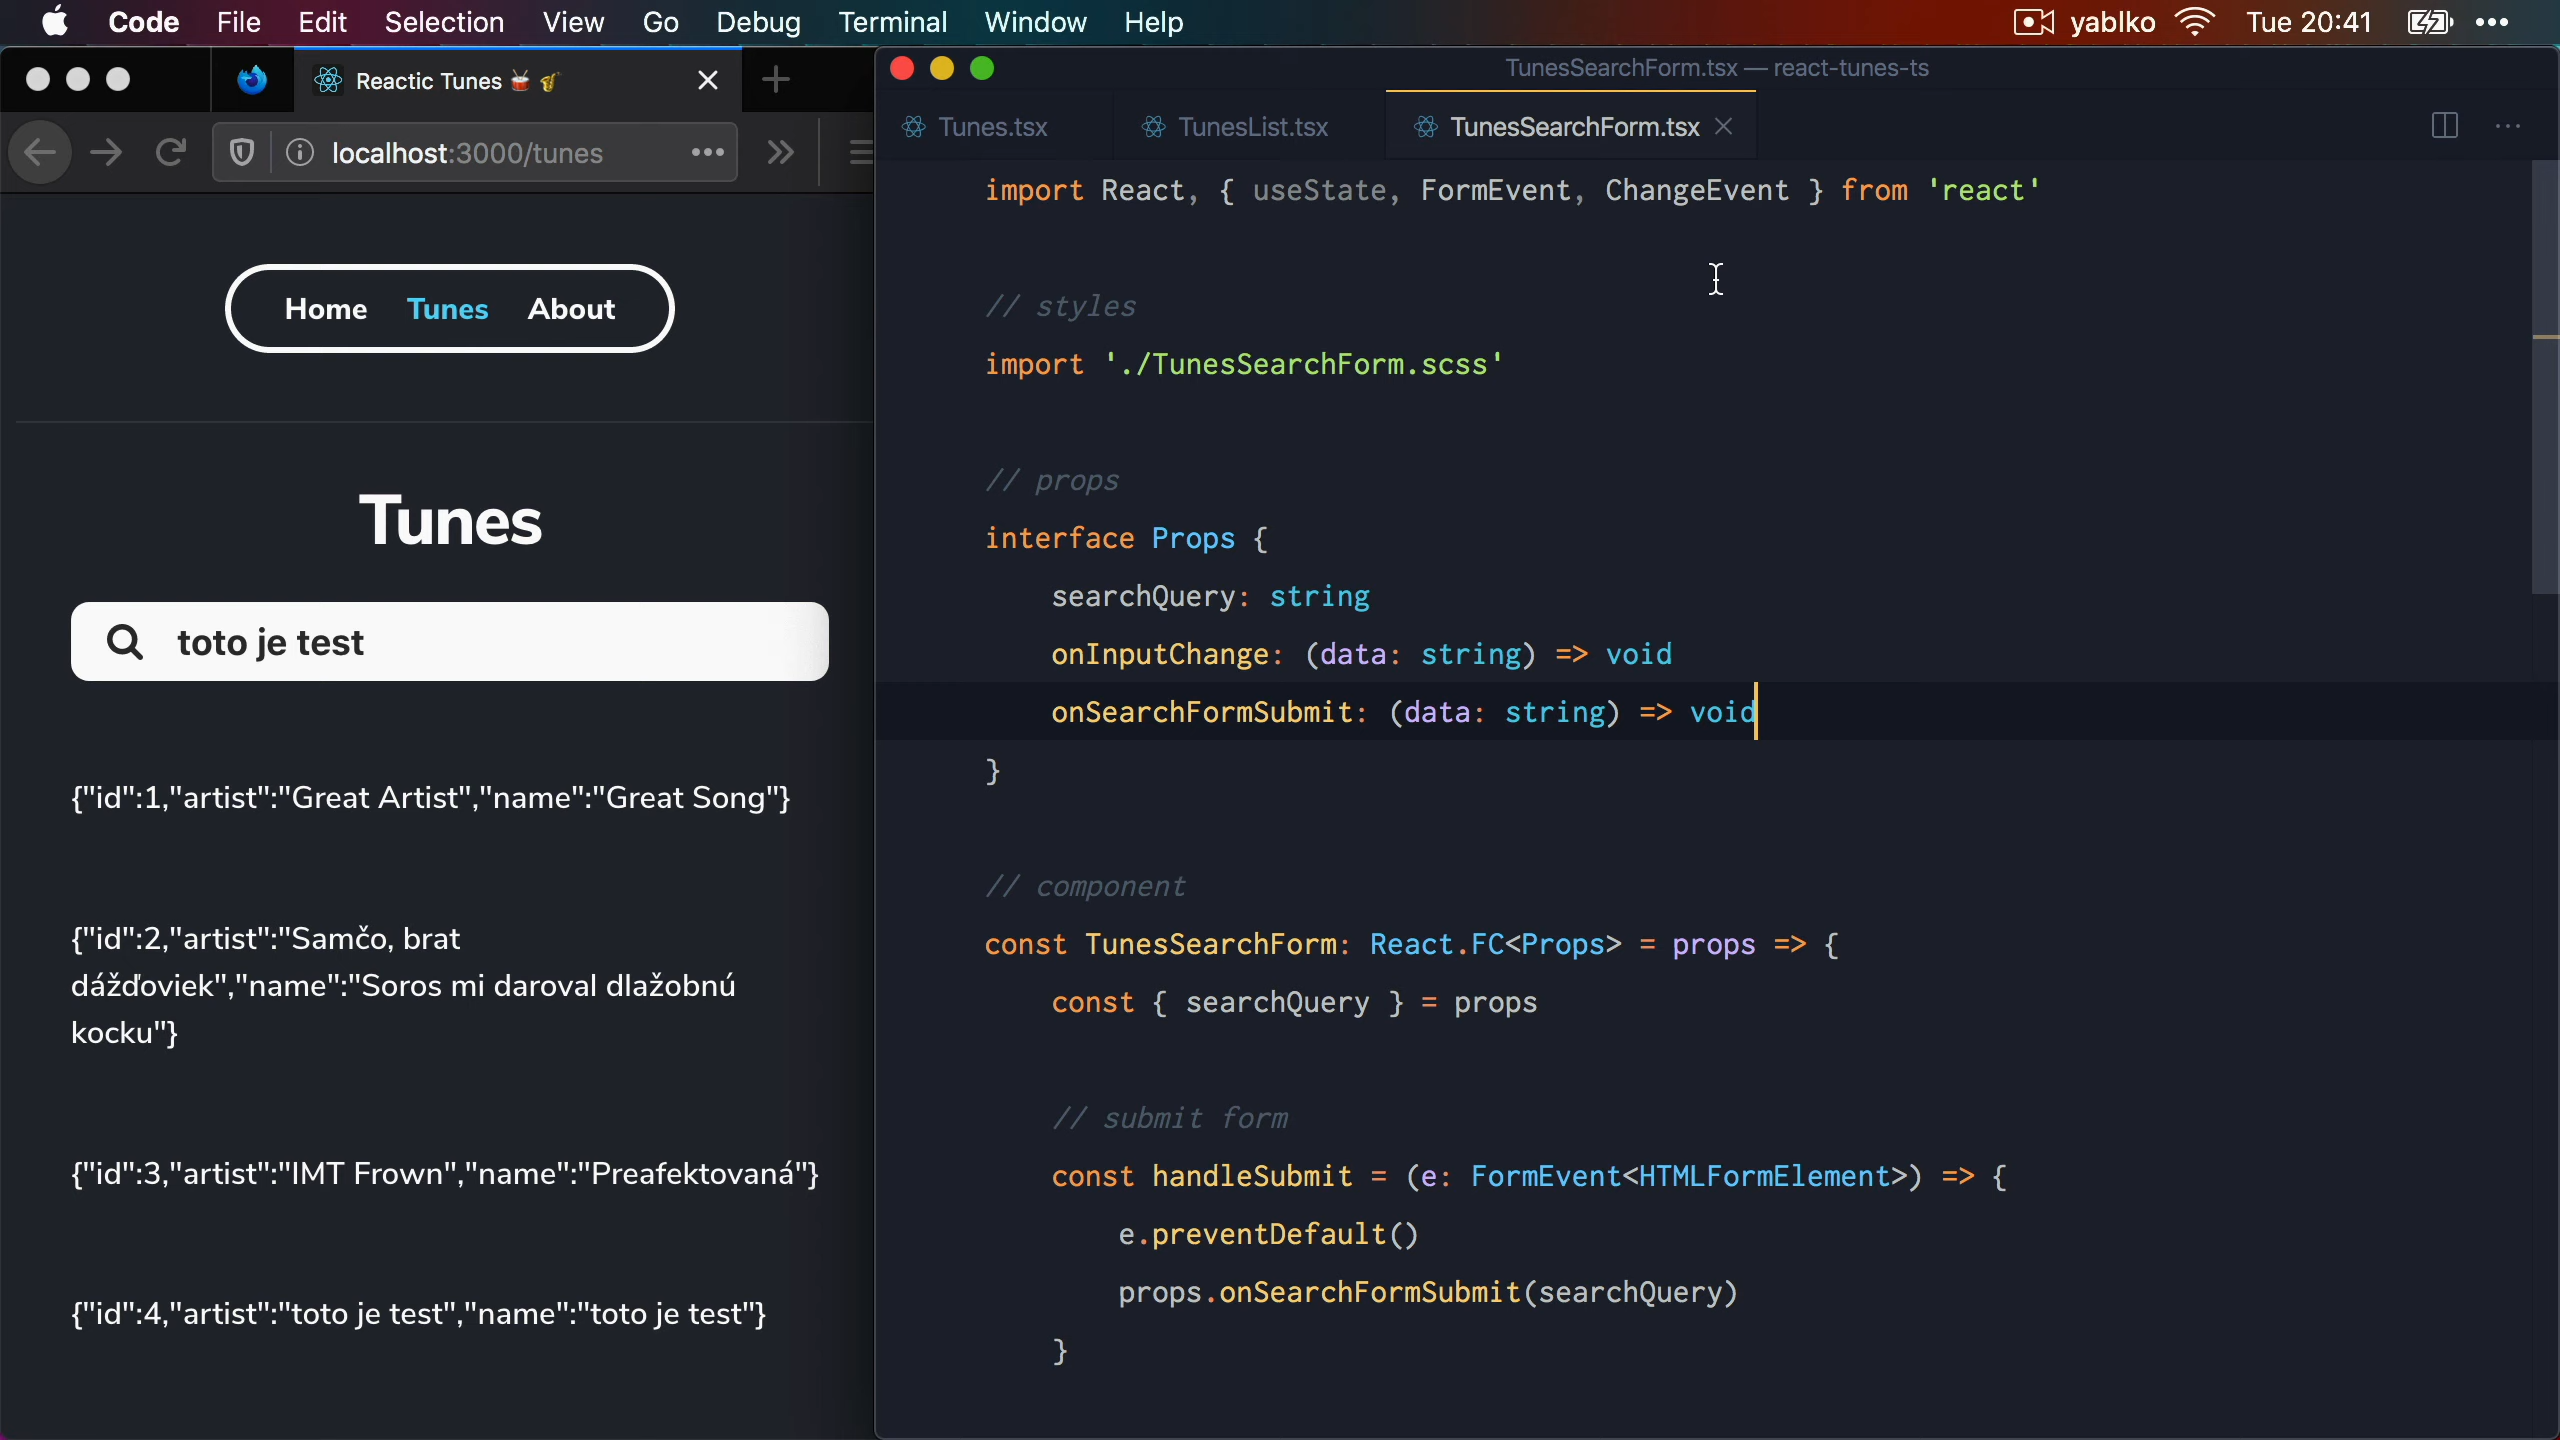 Code File Edit Selection View Go Debug Terminal Window Help yablko Tue 20:41
Reactic Tunes
localhost:3000/tunes
Home Tunes About
Tunes
toto je test
{"id":1,"artist":"Great Artist","name":"Great Song"}
{"id":2,"artist":"Samčo, brat
dážďoviek","name":"Soros mi daroval dlažobnú
kocku"}
{"id":3,"artist":"IMT Frown","name":"Preafektovaná"}
{"id":4,"artist":"toto je test","name":"toto je test"}
TunesSearchForm.tsx — react-tunes-ts
Tunes.tsx TunesList.tsx TunesSearchForm.tsx
import React, { useState, FormEvent, ChangeEvent } from 'react'
// styles
import './TunesSearchForm.scss'
// props
interface Props {
searchQuery: string
onInputChange: (data: string) => void
onSearchFormSubmit: (data: string) => void
}
// component
const TunesSearchForm: React.FC<Props> = props => {
const { searchQuery } = props
// submit form
const handleSubmit = (e: FormEvent<HTMLFormElement>) => {
e.preventDefault()
props.onSearchFormSubmit(searchQuery)
}